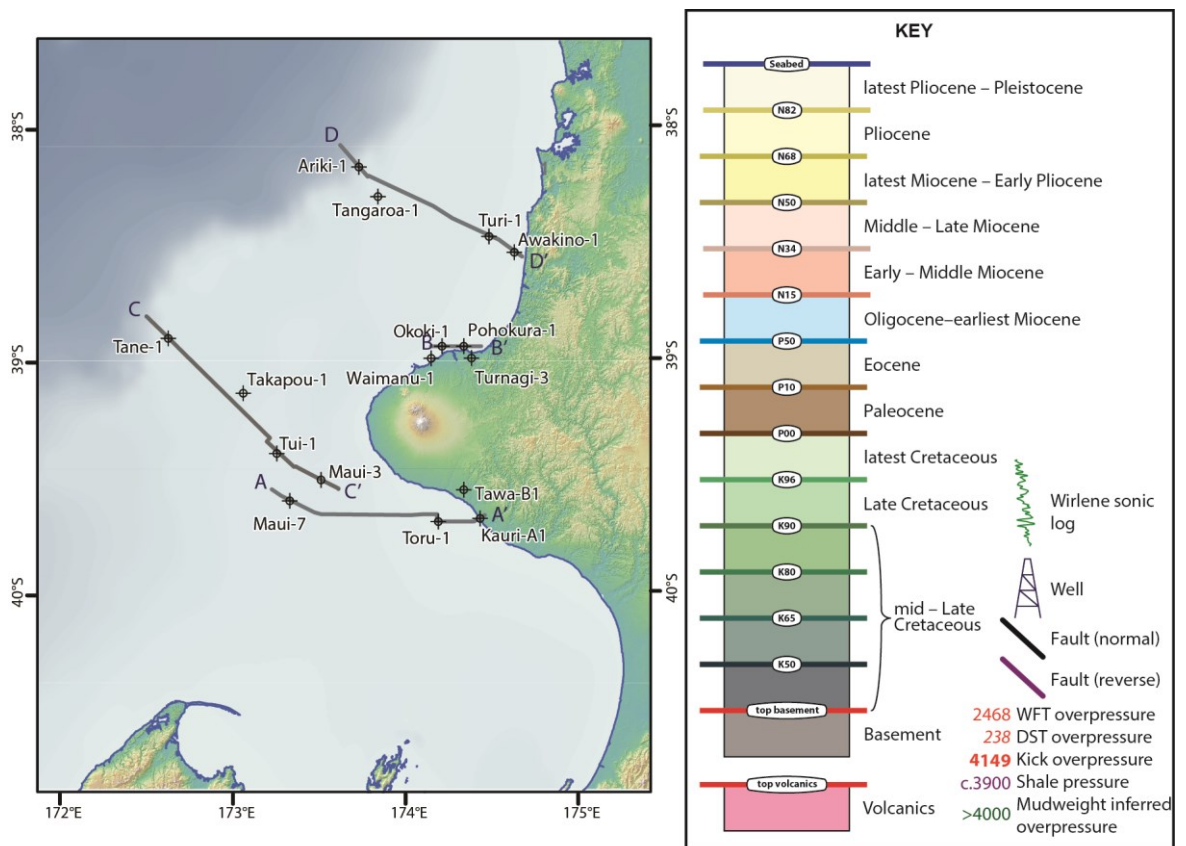 38°S
39°S
40°S
D
Ariki-1
Tangaroa-1
Turi-1
Awakino-1
D'
C
Tane-1
Okoki-1
Pohokura-1
B
B'
Waimanu-1
Turnagi-3
Takapou-1
Tui-1
Maui-3
A
C'
Tawa-B1
Maui-7
A'
Toru-1
Kauri-A1
38°S
39°S
40°S
172°E
173°E
174°E
175°E
KEY
Seabed
latest Pliocene – Pleistocene
N82
Pliocene
N68
latest Miocene – Early Pliocene
N50
Middle – Late Miocene
N34
Early – Middle Miocene
N15
Oligocene–earliest Miocene
P50
Eocene
P10
Paleocene
P00
latest Cretaceous
K96
Late Cretaceous
K90
K80
mid – Late
Cretaceous
K65
K50
top basement
Basement
top volcanics
Volcanics
Wirlene sonic
log
Well
Fault (normal)
Fault (reverse)
2468 WFT overpressure
238 DST overpressure
4149 Kick overpressure
c.3900 Shale pressure
>4000 Mudweight inferred
overpressure